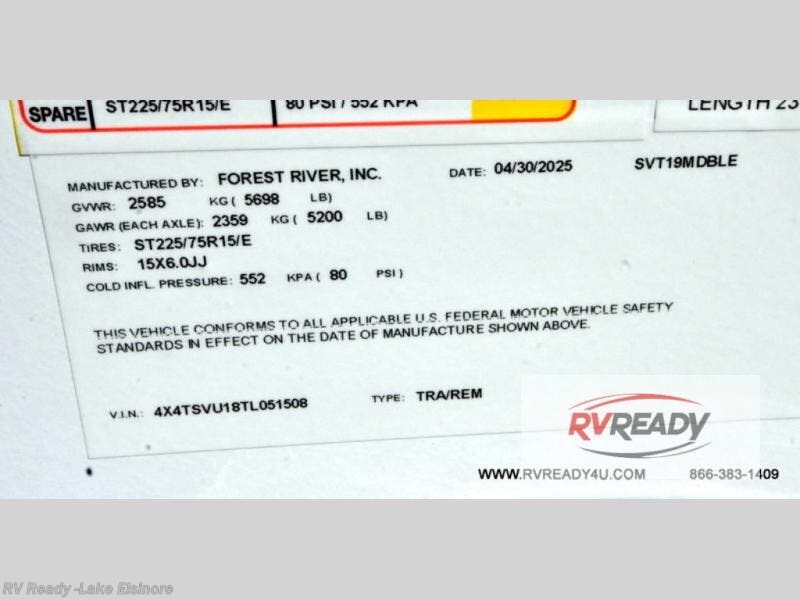 SPARE ST225/75R15/E 80 PSI / 552 KPA LENGTH 23
MANUFACTURED BY: FOREST RIVER, INC. DATE: 04/30/2025 SVT19MDBLE
GVWR: 2585 KG ( 5698 LB)
GAWR (EACH AXLE): 2359 KG ( 5200 LB)
TIRES: ST225/75R15/E
RIMS: 15X6.0JJ
COLD INFL. PRESSURE: 552 KPA ( 80 PSI )
THIS VEHICLE CONFORMS TO ALL APPLICABLE U.S. FEDERAL MOTOR VEHICLE SAFETY
STANDARDS IN EFFECT ON THE DATE OF MANUFACTURE SHOWN ABOVE.
V.I.N.: 4X4TSVU18TL051508 TYPE: TRA/REM
RVREADY
WWW.RVREADY4U.COM 866-383-1409
RV Ready -Lake Elsinore